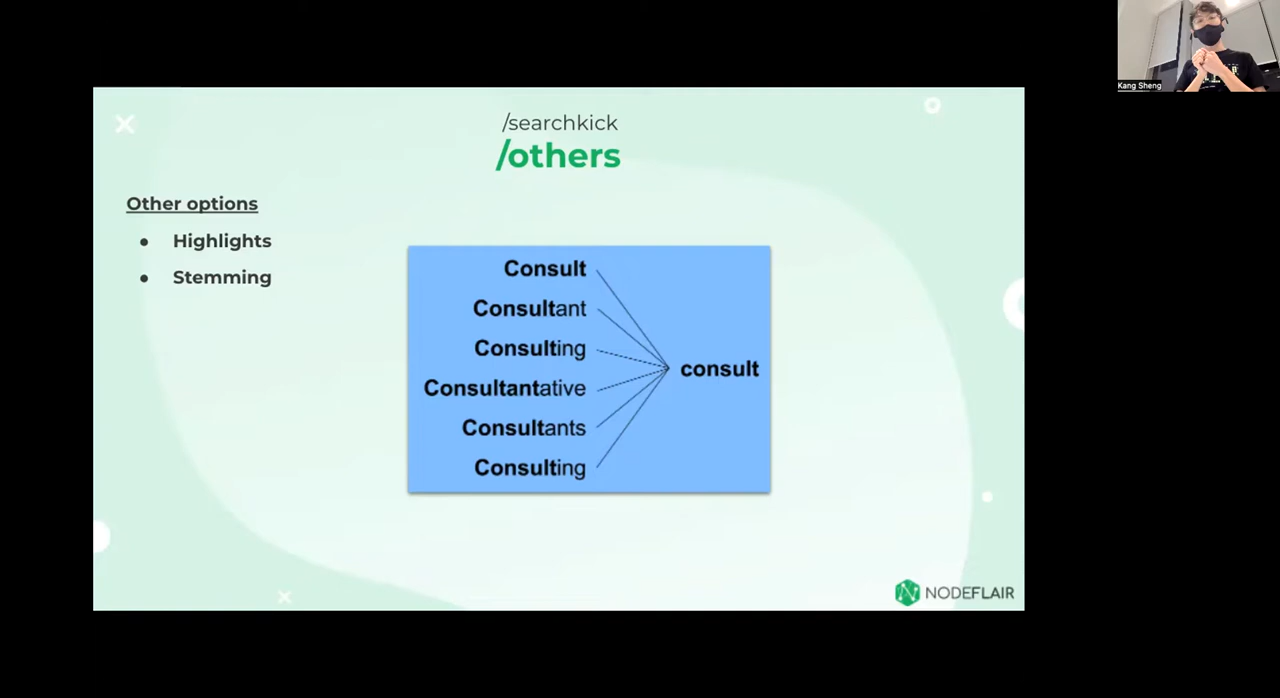 Kang Sheng
/searchkick
/others
Other options
● Highlights
● Stemming
Consult
Consultant
Consulting
Consultantative
Consultants
Consulting
consult
NODEFLAIR